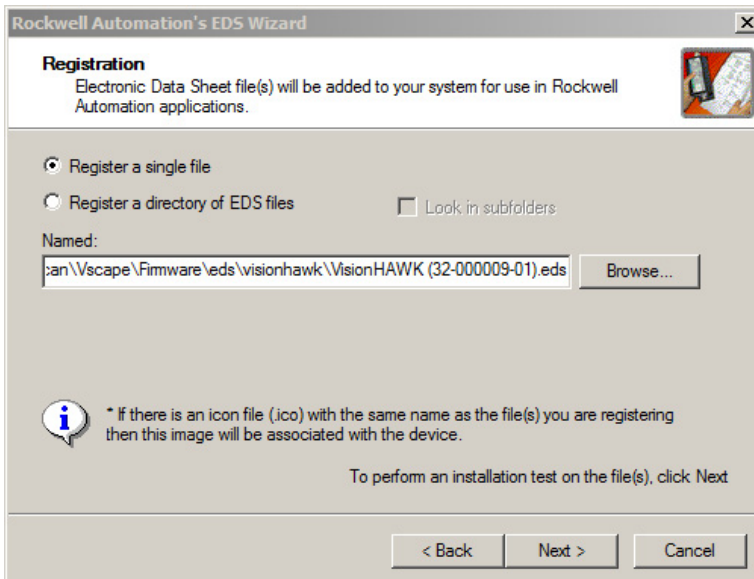 Rockwell Automation's EDS Wizard
Registration
Electronic Data Sheet file(s) will be added to your system for use in Rockwell
Automation applications.
Register a single file
Register a directory of EDS files
Look in subfolders
Named:
:an\Vscape\Firmware\eds\visionhawk\VisionHAWK (32-000009-01).eds
Browse...
* If there is an icon file (.ico) with the same name as the file(s) you are registering
then this image will be associated with the device.
To perform an installation test on the file(s), click Next
< Back
Next >
Cancel